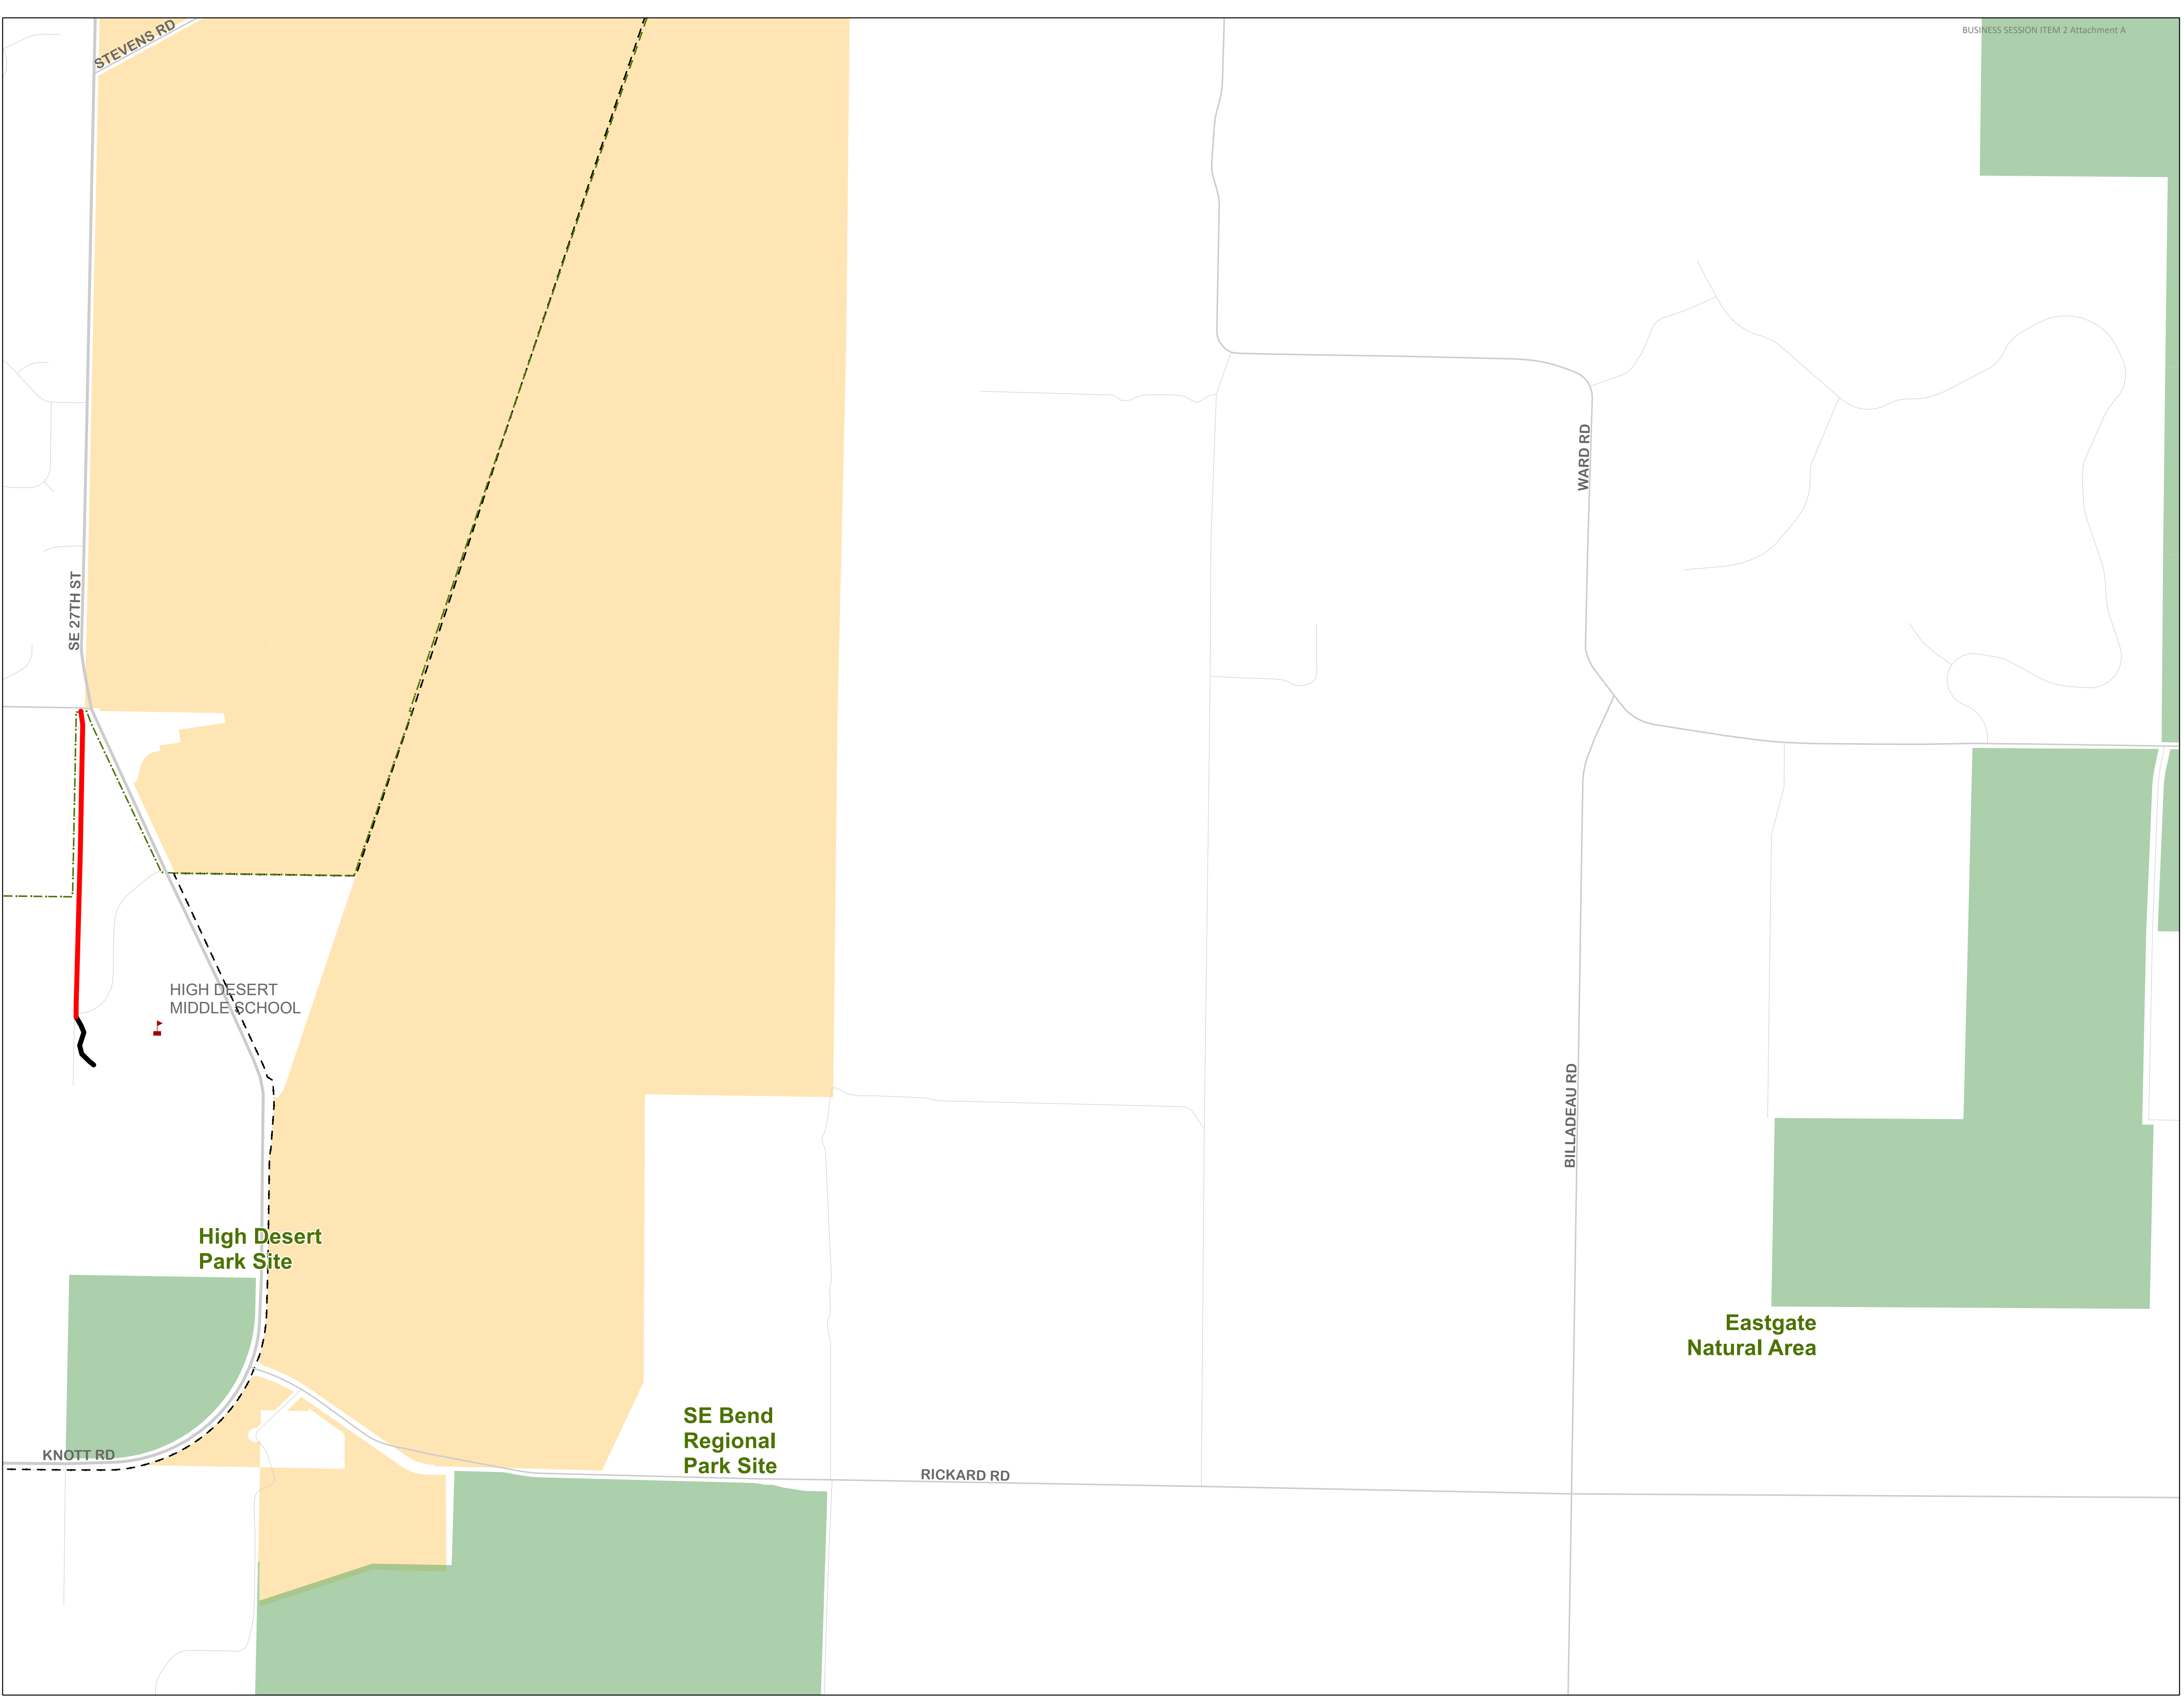 BUSINESS SESSION ITEM 2 Attachment A
STEVENS RD
WARD RD
SE 27TH ST
HIGH DESERT
MIDDLE SCHOOL
BILLADEAU RD
High Desert
Park Site
Eastgate
Natural Area
SE Bend
Regional
Park Site
KNOTT RD
RICKARD RD